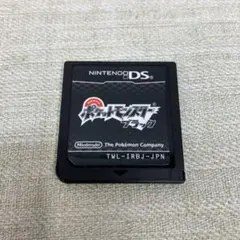 NINTENDO DS
ポケットモンスター
ブラック
Nintendo
The Pokémon Company
TWL-IRBJ-JPN